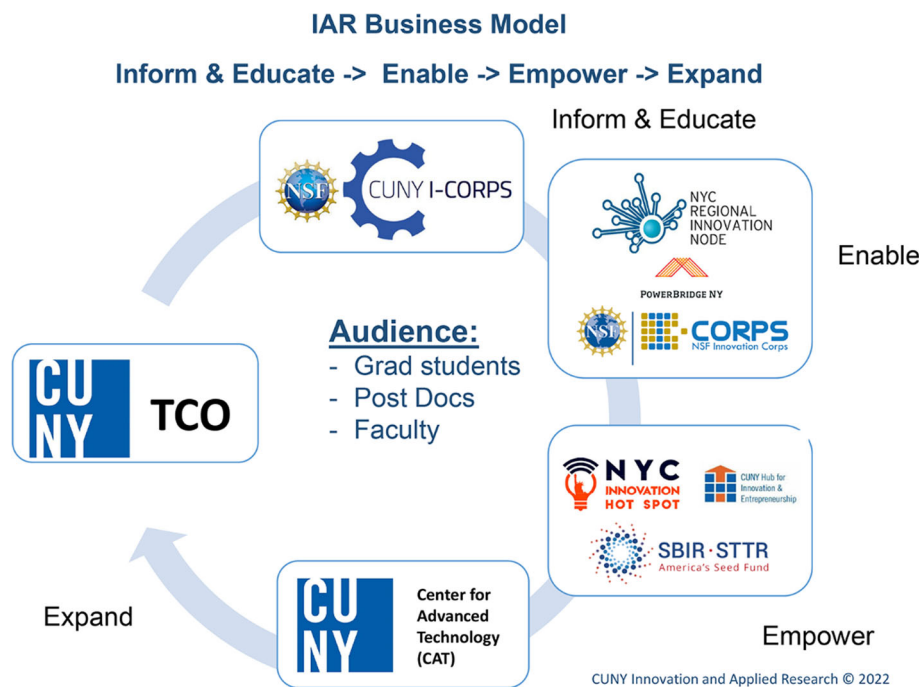 IAR Business Model
Inform & Educate -> Enable -> Empower -> Expand
Inform & Educate
NSF
CUNY I-CORPS
NYC
REGIONAL
INNOVATION
NODE
POWERBRIDGE NY
Enable
NSF
I-CORPS
NSF Innovation Corps
Audience:
- Grad students
- Post Docs
- Faculty
CU
NY
TCO
NYC
INNOVATION
HOT SPOT
CUNY Hub for
Innovation &
Entrepreneurship
SBIR·STTR
America's Seed Fund
Empower
CU
NY
Center for
Advanced
Technology
(CAT)
Expand
CUNY Innovation and Applied Research © 2022